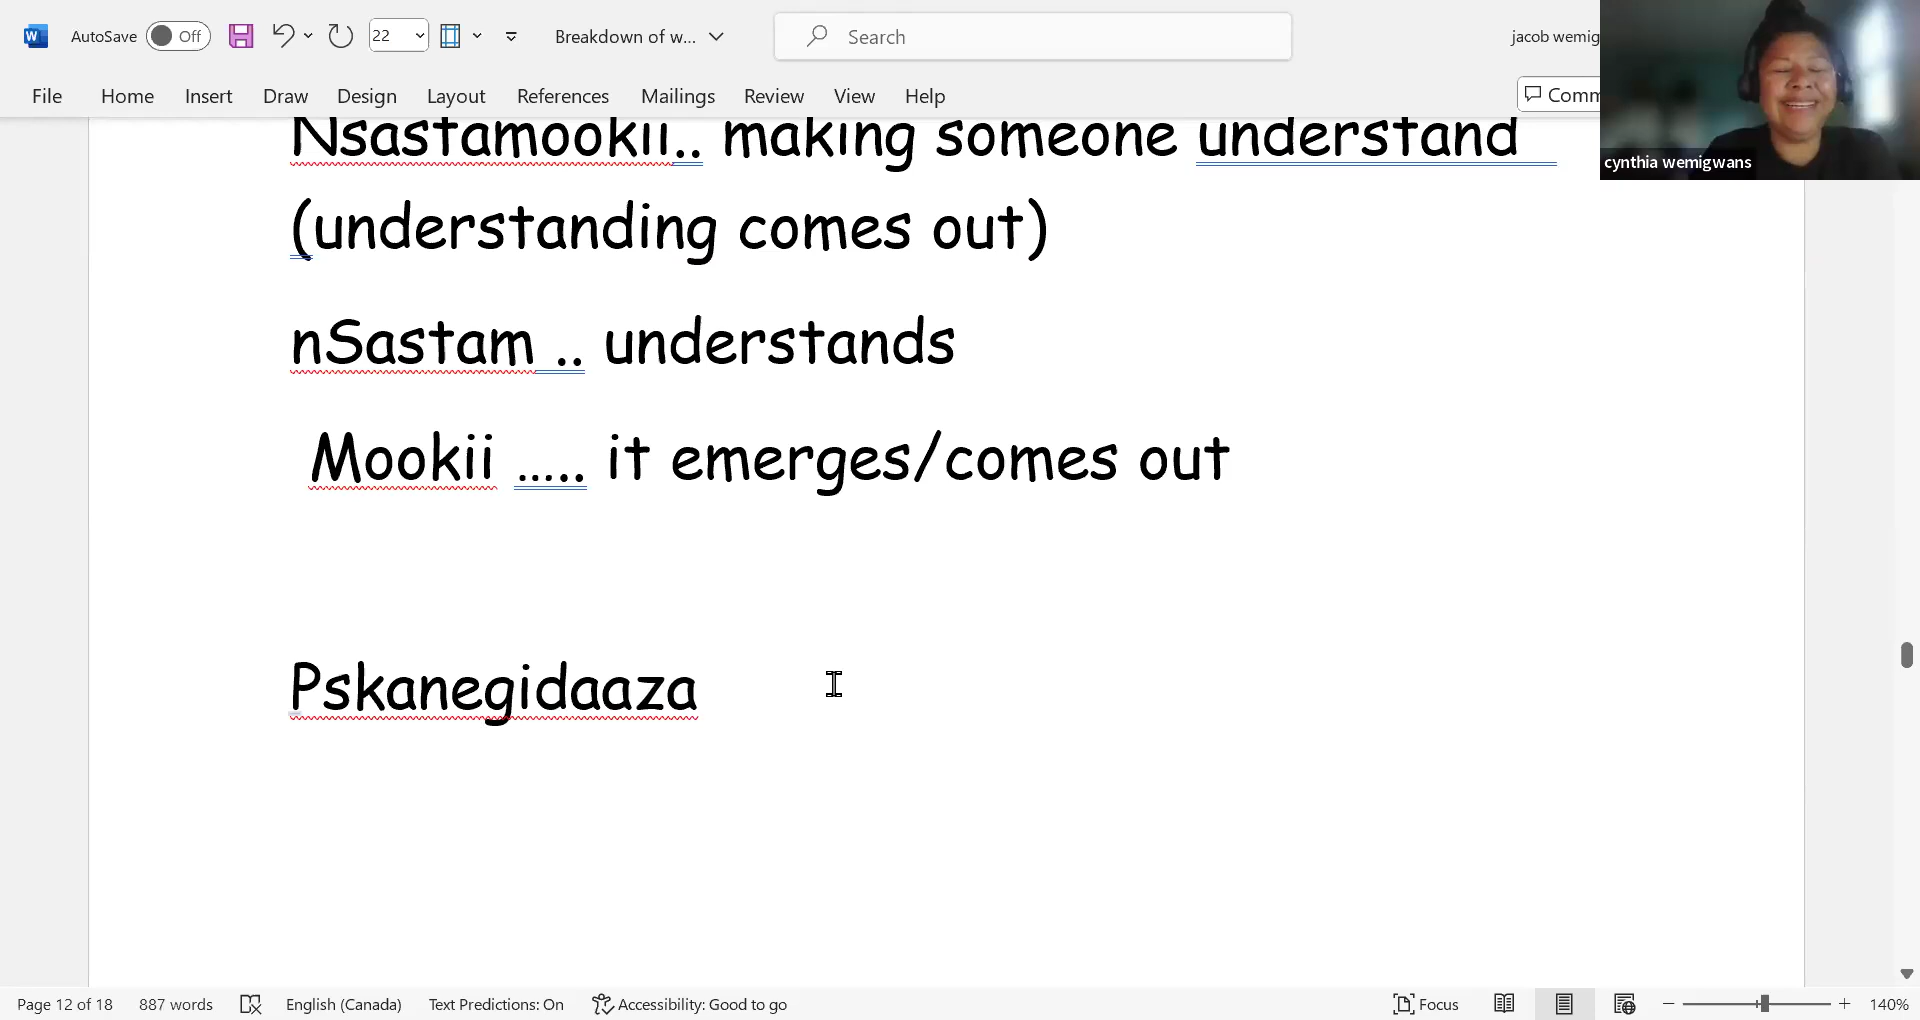 AutoSave Off 22 Breakdown of w... Search jacob wemig
File Home Insert Draw Design Layout References Mailings Review View Help Comm
cynthia wemigwans
Nsastamookii.. making someone understand
(understanding comes out)
nSastam .. understands
Mookii ..... it emerges/comes out
Pskanegidaaza
Page 12 of 18 887 words English (Canada) Text Predictions: On Accessibility: Good to go Focus 140%